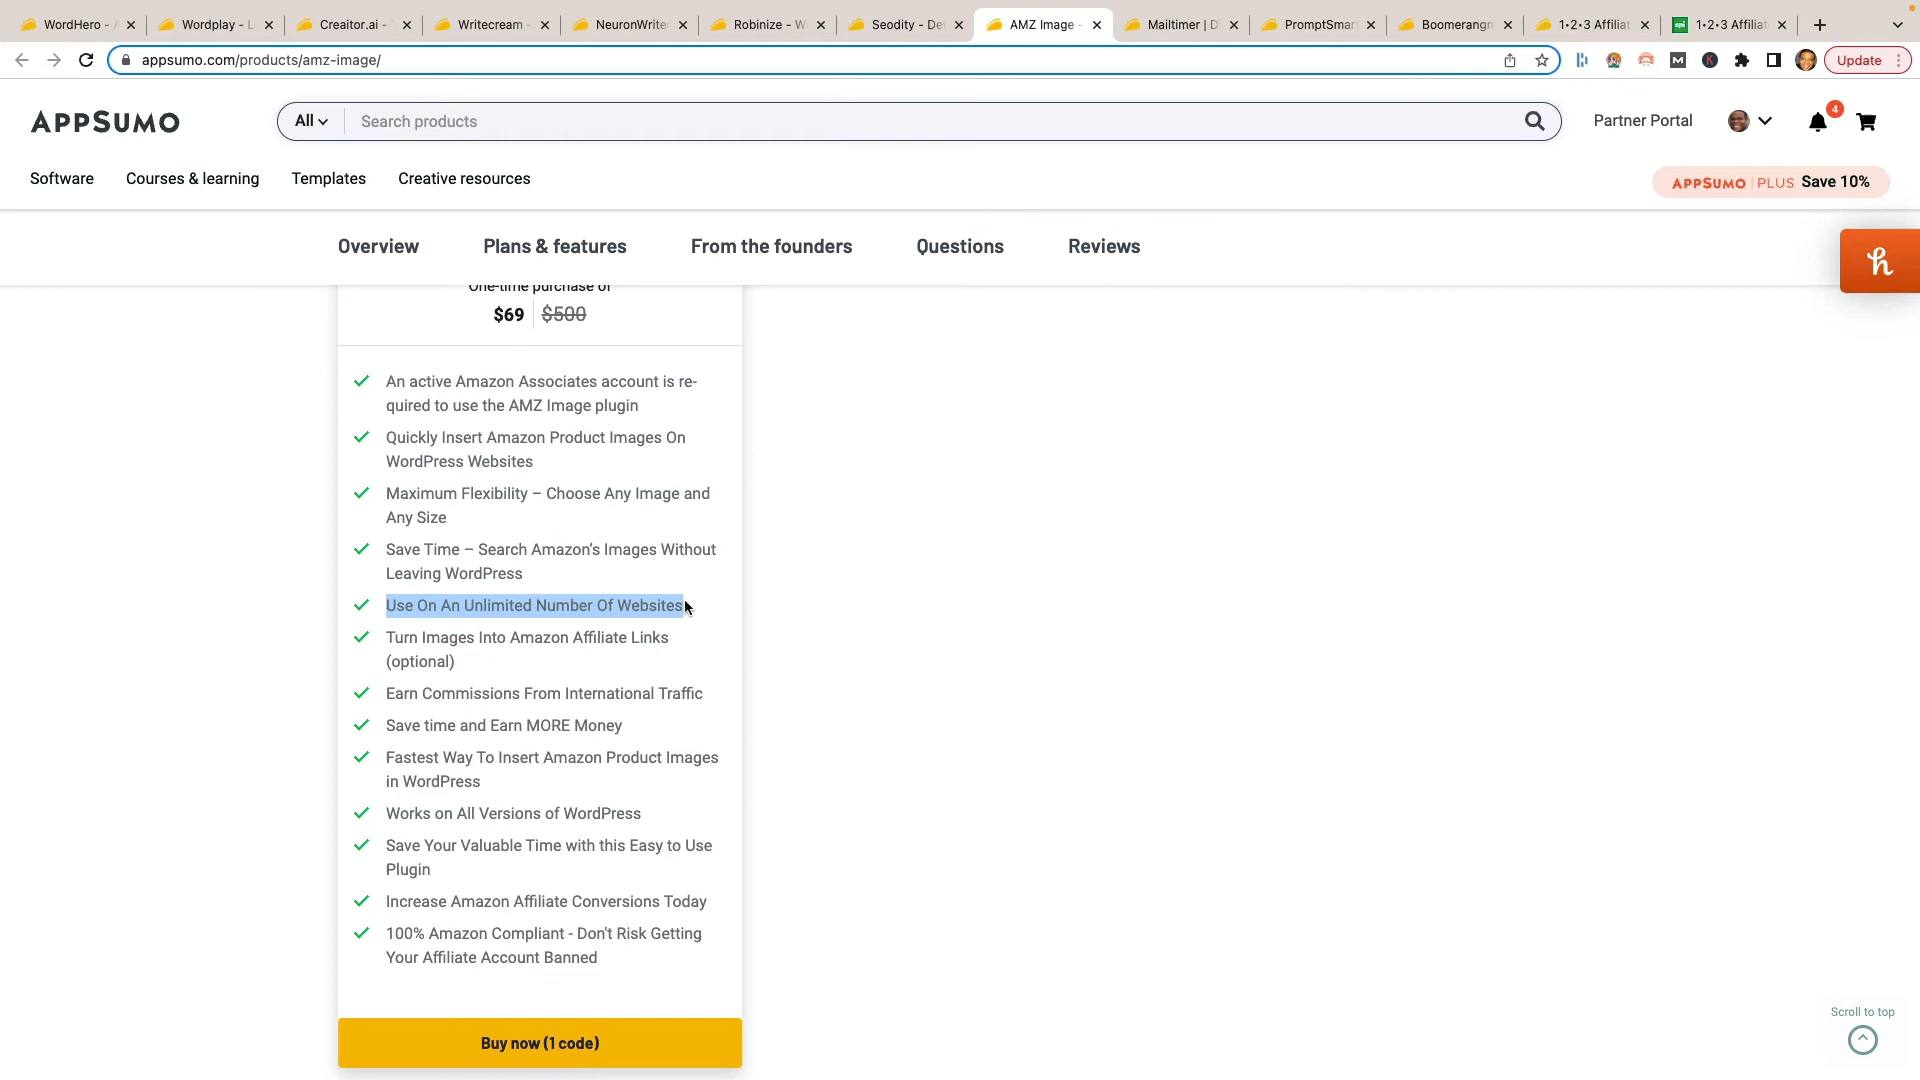 WordHero - A
Wordplay - L
Creaitor.ai -
Writecream -
NeuronWrite
Robinize - W
Seodity - De
AMZ Image -
Mailtimer | D
PromptSmar
Boomerangm
1•2•3 Affiliat
spi 1•2•3 Affiliat
appsumo.com/products/amz-image/
Update
APPSUMO
All
Search products
Partner Portal
4
Software
Courses & learning
Templates
Creative resources
APPSUMO | PLUS Save 10%
Overview
Plans & features
From the founders
Questions
Reviews
One-time purchase of
$69 $500
An active Amazon Associates account is re-
quired to use the AMZ Image plugin
Quickly Insert Amazon Product Images On
WordPress Websites
Maximum Flexibility – Choose Any Image and
Any Size
Save Time – Search Amazon's Images Without
Leaving WordPress
Use On An Unlimited Number Of Websites
Turn Images Into Amazon Affiliate Links
(optional)
Earn Commissions From International Traffic
Save time and Earn MORE Money
Fastest Way To Insert Amazon Product Images
in WordPress
Works on All Versions of WordPress
Save Your Valuable Time with this Easy to Use
Plugin
Increase Amazon Affiliate Conversions Today
100% Amazon Compliant - Don't Risk Getting
Your Affiliate Account Banned
Buy now (1 code)
Scroll to top